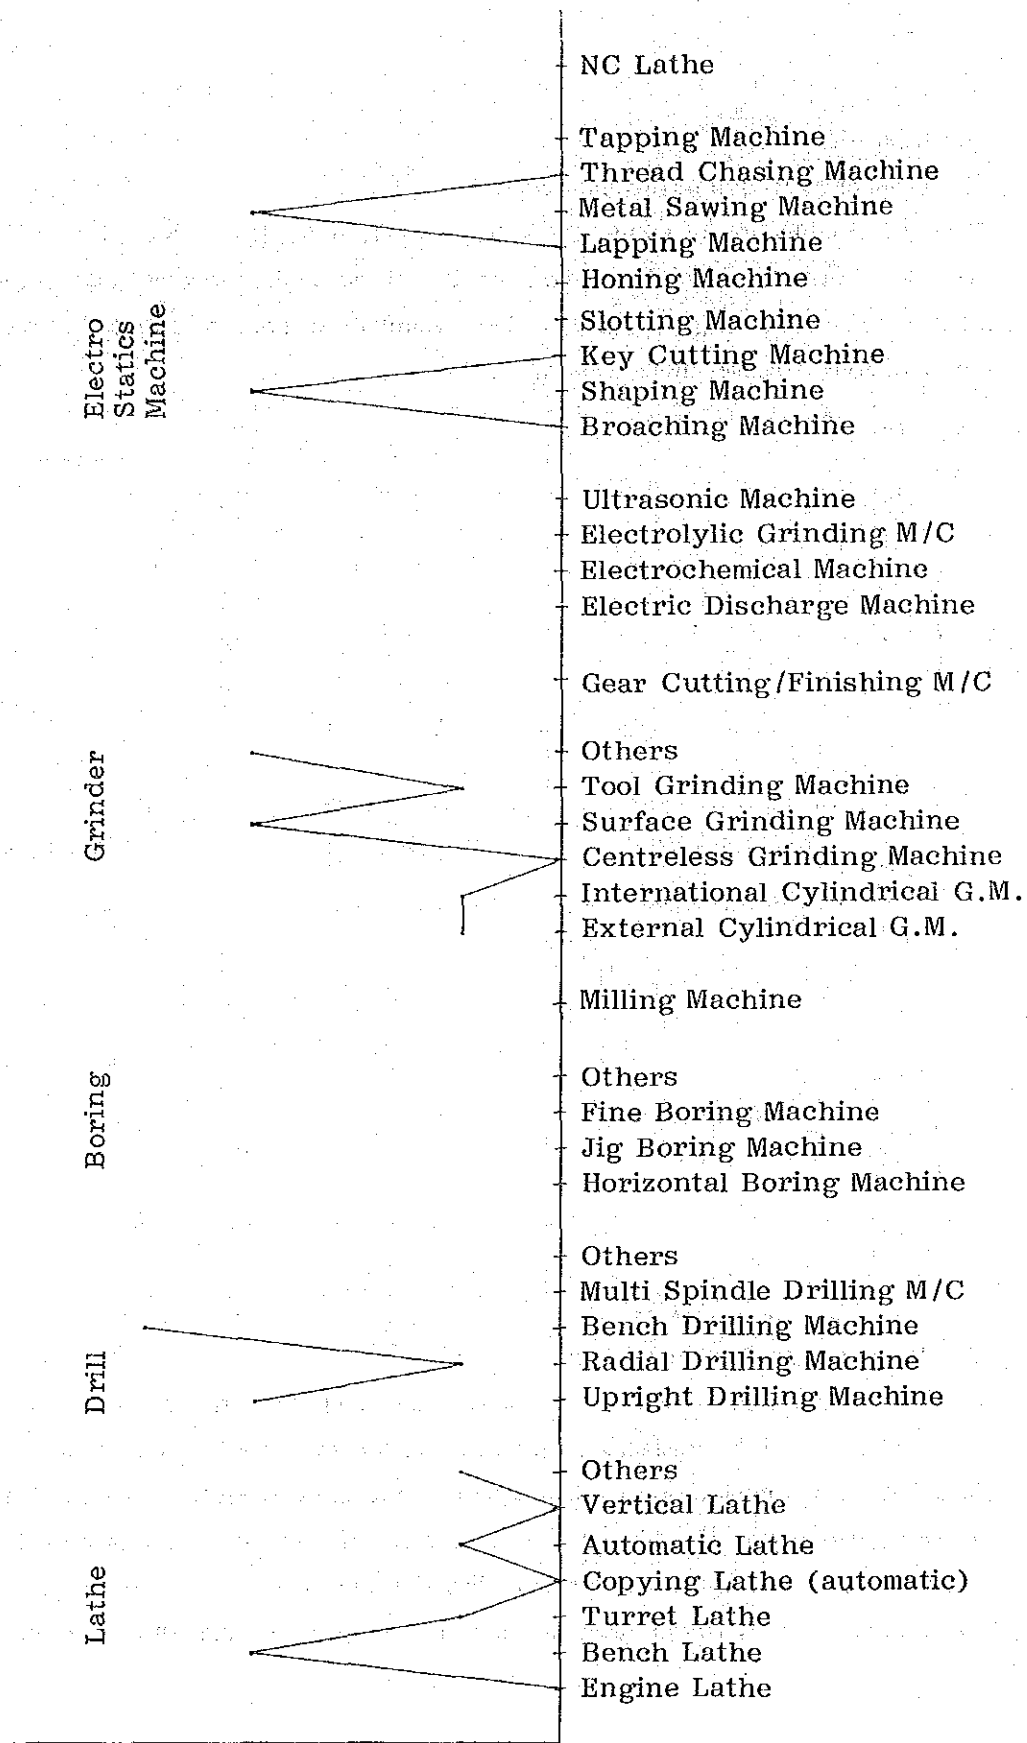 NC Lathe
Tapping Machine
Thread Chasing Machine
Metal Sawing Machine
Lapping Machine
Honing Machine
Electro
Statics
Machine
Slotting Machine
Key Cutting Machine
Shaping Machine
Broaching Machine
Ultrasonic Machine
Electrolylic Grinding M/C
Electrochemical Machine
Electric Discharge Machine
Gear Cutting/Finishing M/C
Grinder
Others
Tool Grinding Machine
Surface Grinding Machine
Centreless Grinding Machine
International Cylindrical G.M.
External Cylindrical G.M.
Milling Machine
Boring
Others
Fine Boring Machine
Jig Boring Machine
Horizontal Boring Machine
Drill
Others
Multi Spindle Drilling M/C
Bench Drilling Machine
Radial Drilling Machine
Upright Drilling Machine
Lathe
Others
Vertical Lathe
Automatic Lathe
Copying Lathe (automatic)
Turret Lathe
Bench Lathe
Engine Lathe